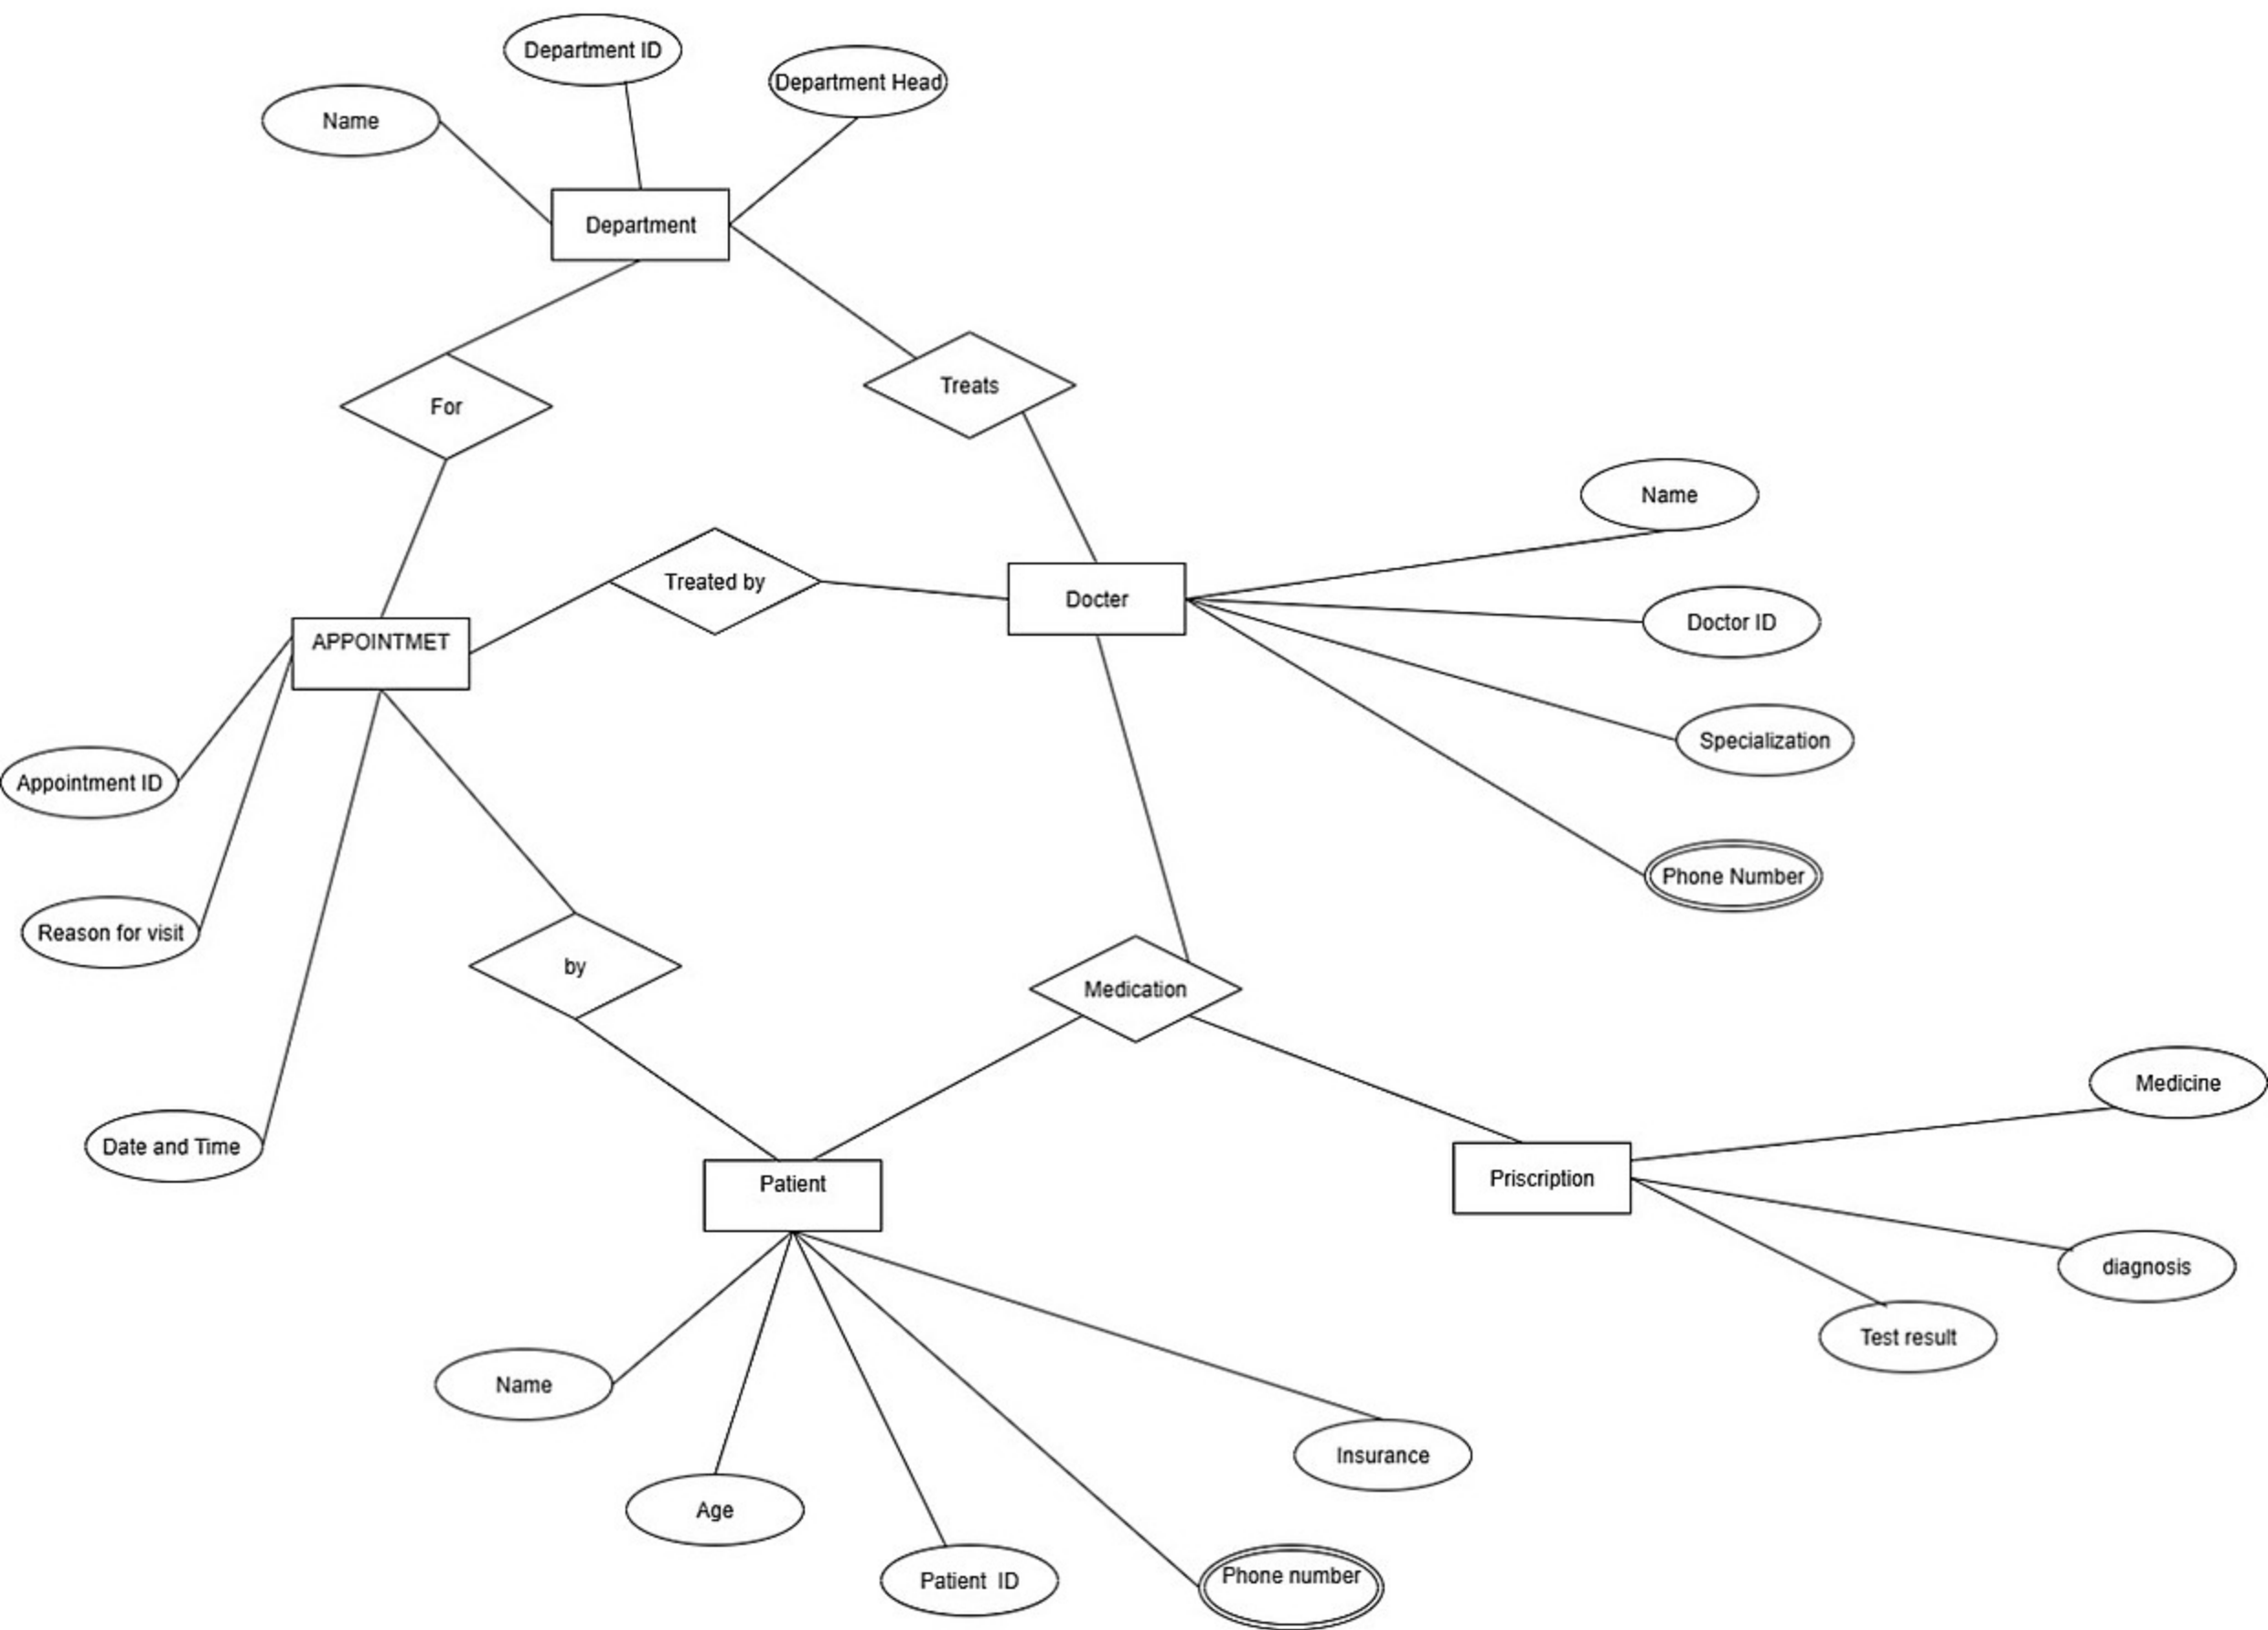 Department ID
Department Head
Name
Department
Treats
For
Name
Treated by
Docter
Doctor ID
APPOINTMET
Specialization
Appointment ID
Phone Number
Reason for visit
by
Medication
Medicine
Date and Time
Patient
Priscription
diagnosis
Test result
Name
Insurance
Age
Patient ID
Phone number